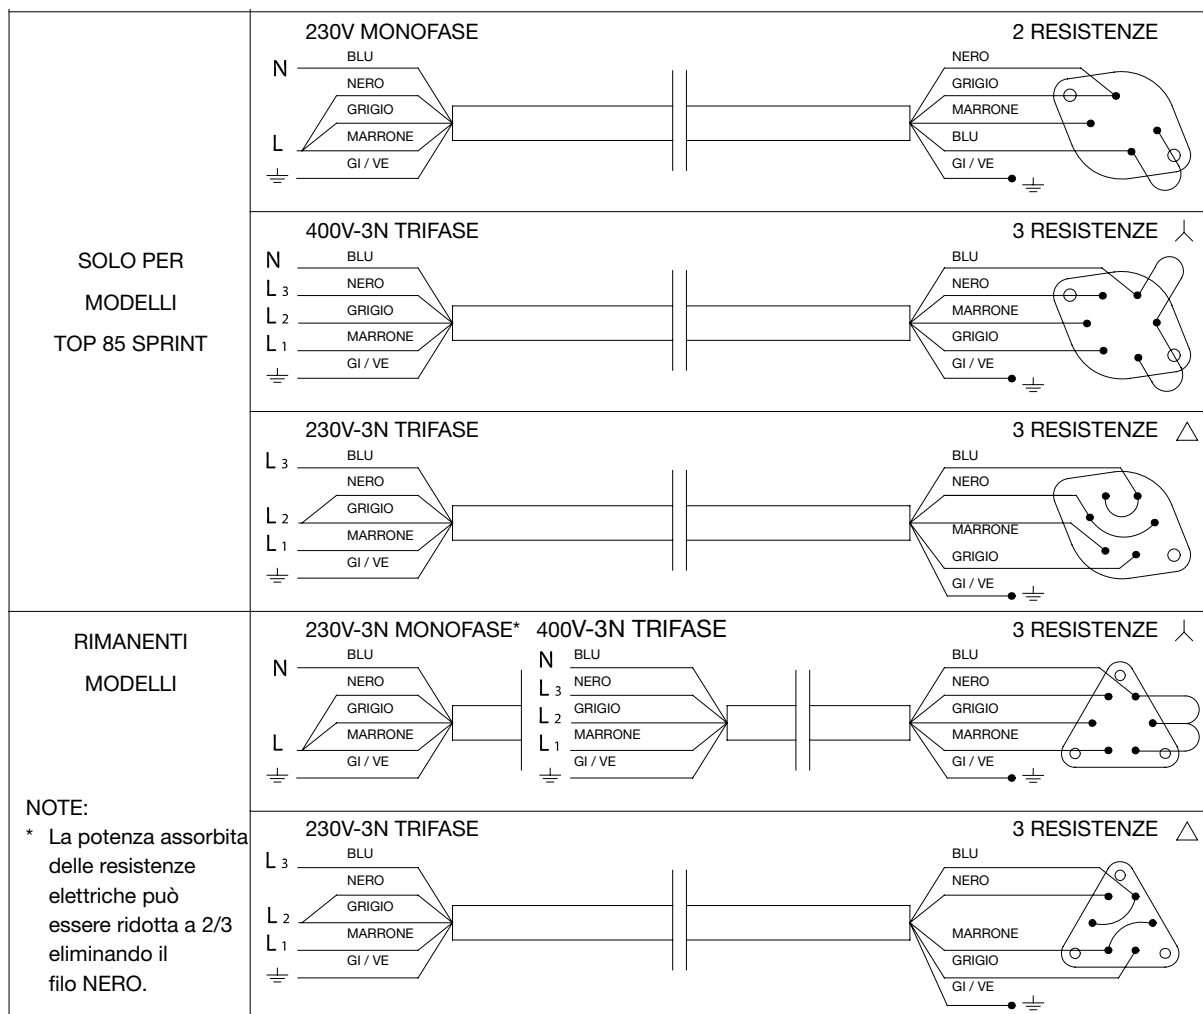 SOLO PER
MODELLI
TOP 85 SPRINT
230V MONOFASE
2 RESISTENZE
N
BLU
NERO
GRIGIO
L
MARRONE
GI / VE
NERO
GRIGIO
MARRONE
BLU
GI / VE
400V-3N TRIFASE
3 RESISTENZE
N
BLU
L 3
NERO
L 2
GRIGIO
L 1
MARRONE
GI / VE
BLU
NERO
MARRONE
GRIGIO
GI / VE
230V-3N TRIFASE
3 RESISTENZE
L 3
BLU
NERO
L 2
GRIGIO
L 1
MARRONE
GI / VE
BLU
NERO
MARRONE
GRIGIO
GI / VE
RIMANENTI
MODELLI
230V-3N MONOFASE*
400V-3N TRIFASE
3 RESISTENZE
N
BLU
NERO
GRIGIO
L
MARRONE
GI / VE
N
BLU
L 3
NERO
L 2
GRIGIO
L 1
MARRONE
GI / VE
BLU
NERO
GRIGIO
MARRONE
GI / VE
NOTE:
* La potenza assorbita
delle resistenze
elettriche può
essere ridotta a 2/3
eliminando il
filo NERO.
230V-3N TRIFASE
3 RESISTENZE
L 3
BLU
NERO
L 2
GRIGIO
L 1
MARRONE
GI / VE
BLU
NERO
MARRONE
GRIGIO
GI / VE